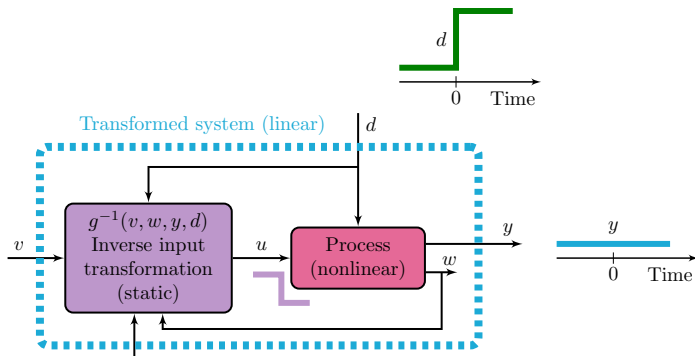 d
0
Time
Transformed system (linear)
d
g⁻¹(v, w, y, d)
Inverse input
transformation
(static)
v
u
Process
(nonlinear)
y
w
y
0
Time